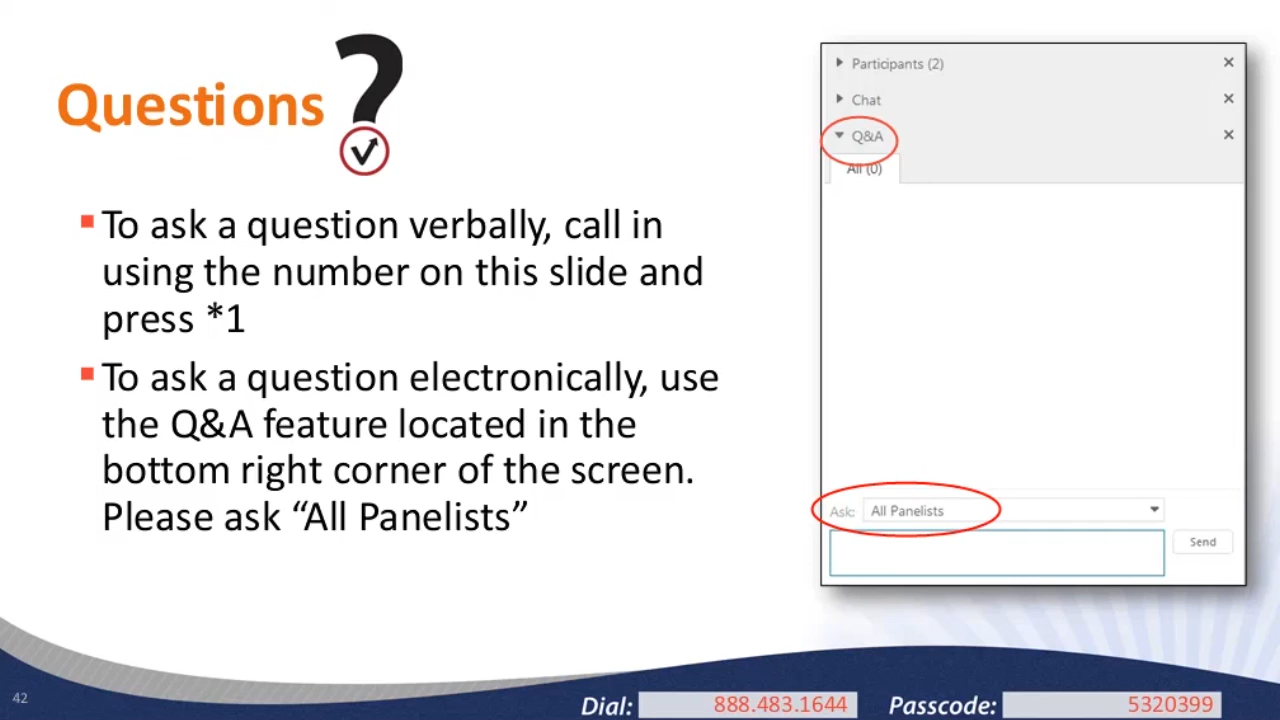 Questions
To ask a question verbally, call in
using the number on this slide and
press *1
To ask a question electronically, use
the Q&A feature located in the
bottom right corner of the screen.
Please ask “All Panelists”
Participants (2)
Chat
Q&A
All (0)
Ask: All Panelists
Send
42
Dial: 888.483.1644 Passcode: 5320399